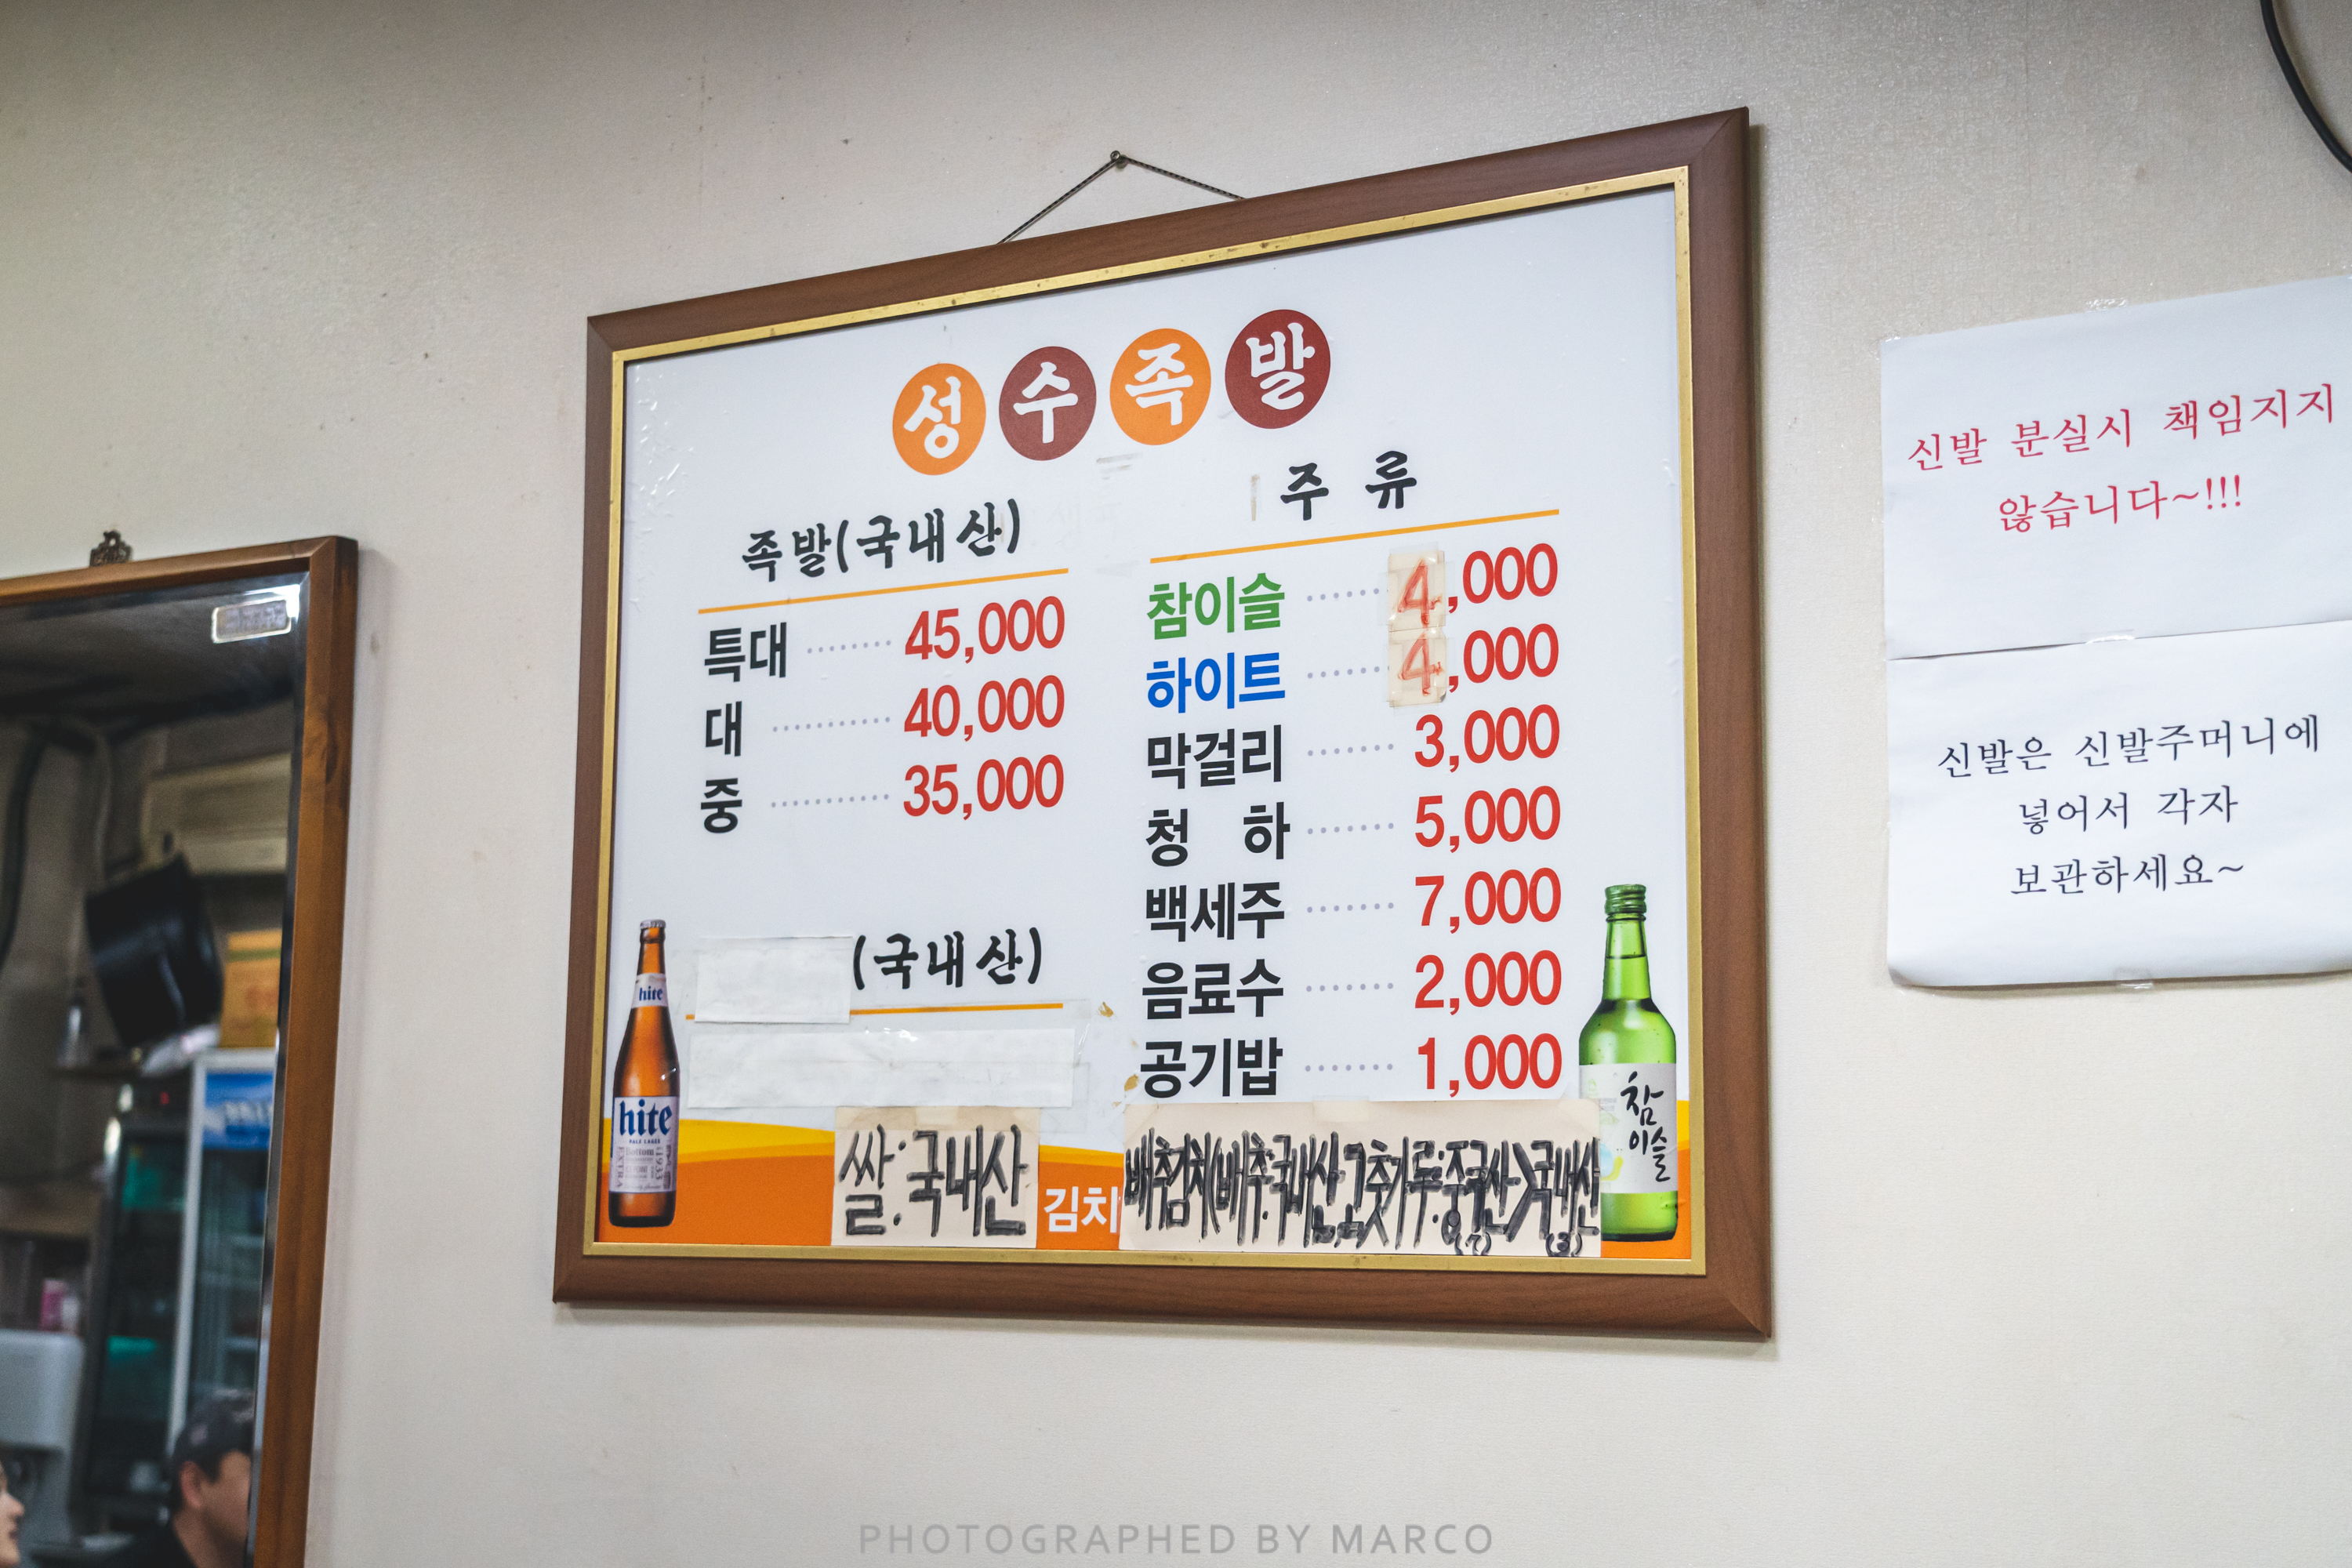 성수족발
족발(국내산)
특대 ········ 45,000
대 ··········· 40,000
중 ··········· 35,000
(국내산)
주 류
참이슬 ······ 4,000
하이트 ······ 4,000
막걸리 ······· 3,000
청 하 ······· 5,000
백세주 ······· 7,000
음료수 ······· 2,000
공기밥 ······· 1,000
쌀:국내산
김치
배추김치(배추:국내산,고춧가루:중국산>국내산
(7) (3)
hite
hite
PALE LAGER
EXTRA
참
이슬
신발 분실시 책임지지
않습니다~!!!
신발은 신발주머니에
넣어서 각자
보관하세요~
PHOTOGRAPHED BY MARCO